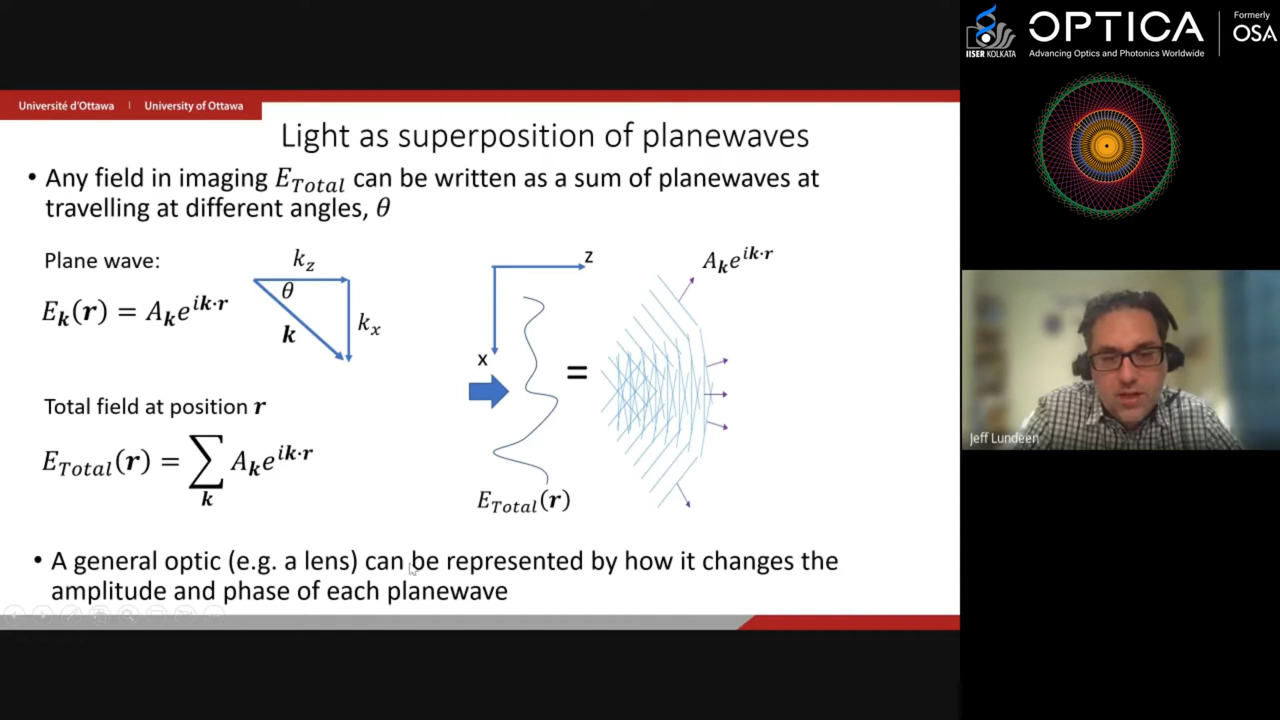 Université d'Ottawa | University of Ottawa
Light as superposition of planewaves
• Any field in imaging E_Total can be written as a sum of planewaves at
travelling at different angles, θ
Plane wave:
E_k(r) = A_k e^{ik·r}
k_z
θ
k
k_x
z
x
A_k e^{ik·r}
=
E_Total(r)
Total field at position r
E_Total(r) = ∑_k A_k e^{ik·r}
• A general optic (e.g. a lens) can be represented by how it changes the
amplitude and phase of each planewave
IISER KOLKATA
OPTICA
Advancing Optics and Photonics Worldwide
Formerly
OSA
Jeff Lundeen